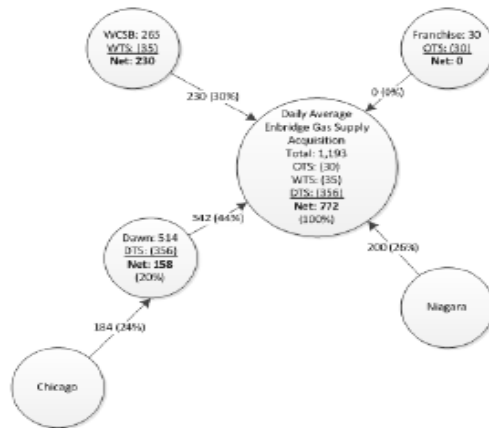 WCSB: 265
WTS: (35)
Net: 230
Franchise: 30
OTS: (30)
Net: 0
230 (30%)
0 (0%)
Daily Average
Enbridge Gas Supply
Acquisition
Total: 1,193
OTS: (30)
WTS: (35)
DTS: (356)
Net: 772
(100%)
342 (44%)
Dawn: 514
DTS: (356)
Net: 158
(20%)
200 (26%)
Niagara
184 (24%)
Chicago